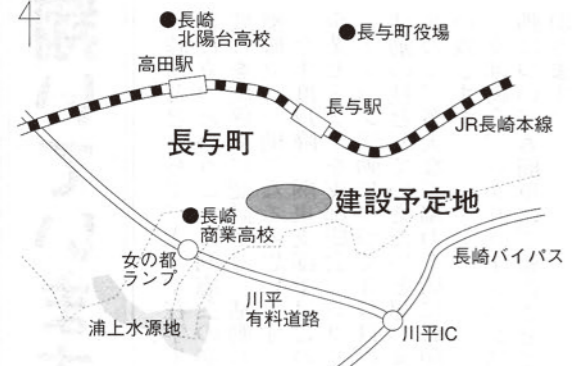 長崎
北陽台高校
長与町役場
高田駅
長与駅
JR長崎本線
長与町
建設予定地
長崎
商業高校
女の都
ランプ
長崎バイパス
川平
有料道路
浦上水源地
川平IC